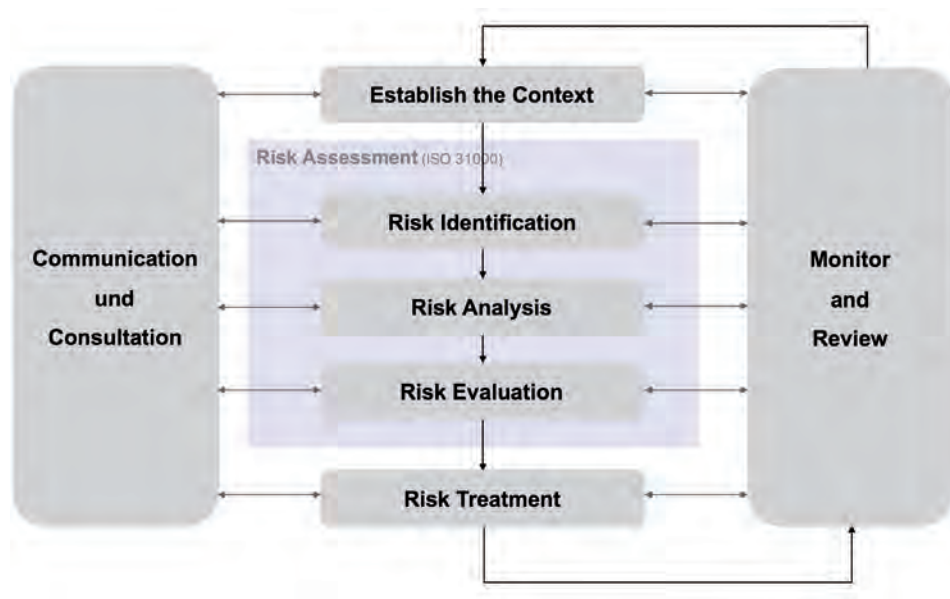 Establish the Context
Risk Assessment (ISO 31000)
Risk Identification
Risk Analysis
Risk Evaluation
Risk Treatment
Communication
und
Consultation
Monitor
and
Review